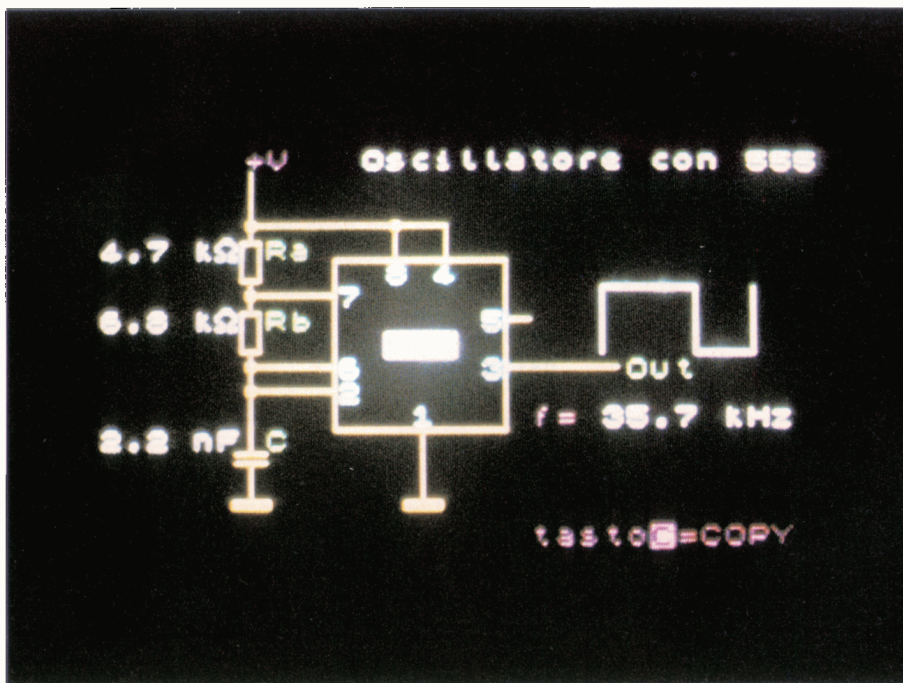 +V
Oscillatore con 555
4.7 kΩ Ra
8 4
7
6.8 kΩ Rb
5
6
3 Out
2
1
f= 35.7 kHz
2.2 nF C
tasto C=COPY